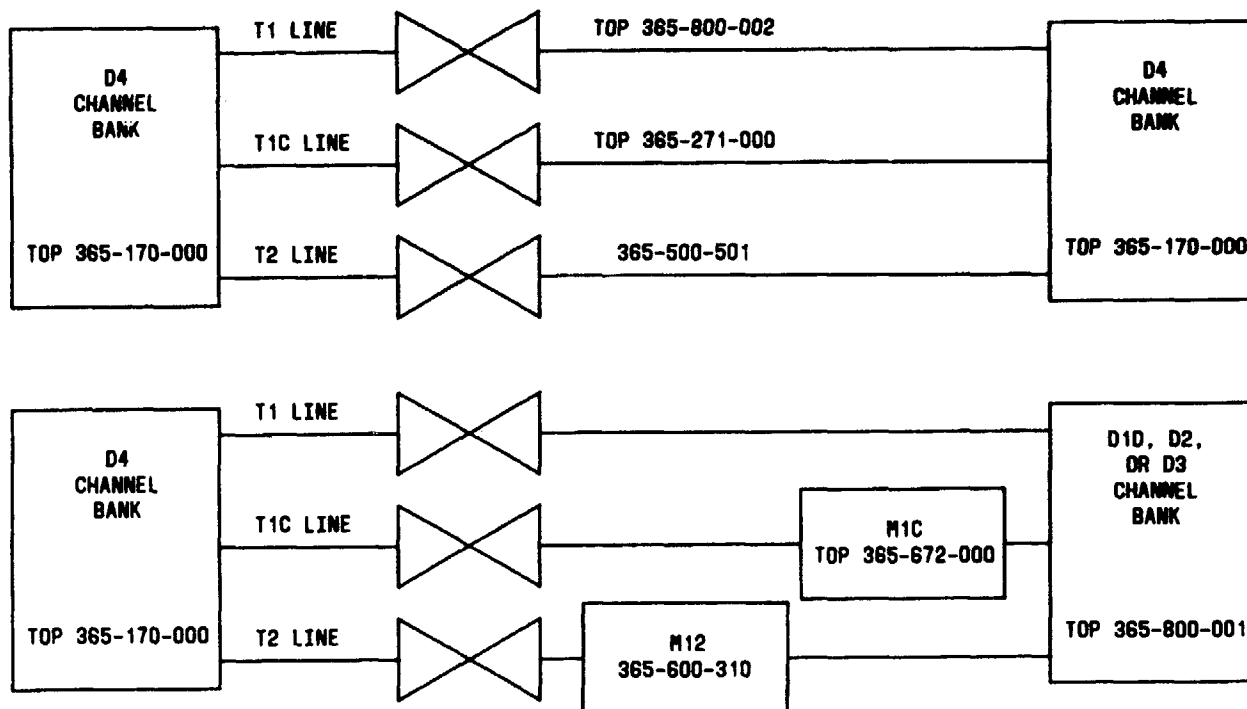 T1 LINE
TOP 365-800-002
D4
CHANNEL
BANK
D4
CHANNEL
BANK
T1C LINE
TOP 365-271-000
TOP 365-170-000
T2 LINE
365-500-501
TOP 365-170-000
T1 LINE
D4
CHANNEL
BANK
D1D, D2,
OR D3
CHANNEL
BANK
T1C LINE
M1C
TOP 365-672-000
TOP 365-170-000
T2 LINE
M12
365-600-310
TOP 365-800-001